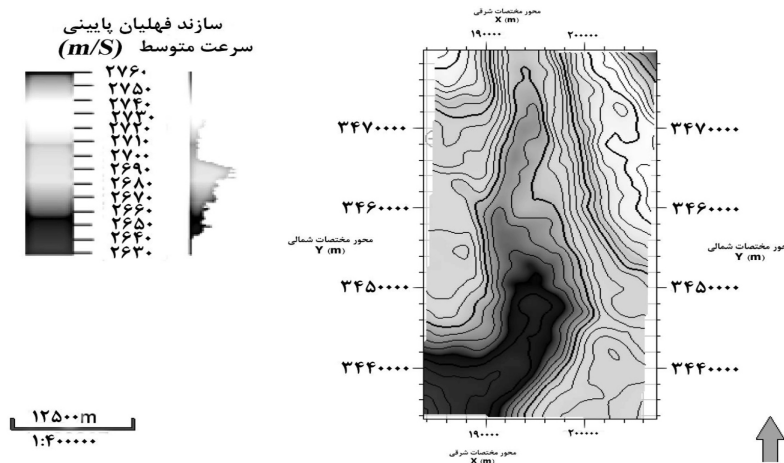 سازند فهلیان پایینی
سرعت متوسط (m/S)
۲۷۶۰
۲۷۵۰
۲۷۴۰
۲۷۳۰
۲۷۲۰
۲۷۱۰
۲۷۰۰
۲۶۹۰
۲۶۸۰
۲۶۷۰
۲۶۶۰
۲۶۵۰
۲۶۴۰
۲۶۳۰
محور مختصات شرقی
X (m)
۱۹۰۰۰۰ ۲۰۰۰۰۰
۳۴۷۰۰۰۰ ۳۴۷۰۰۰۰
۳۴۶۰۰۰۰ ۳۴۶۰۰۰۰
محور مختصات شمالی محور مختصات شمالی
Y (m) Y (m)
۳۴۵۰۰۰۰ ۳۴۵۰۰۰۰
۳۴۴۰۰۰۰ ۳۴۴۰۰۰۰
۱۹۰۰۰۰ ۲۰۰۰۰۰
محور مختصات شرقی
X (m)
۱۲۵۰۰m
۱:۴۰۰۰۰۰